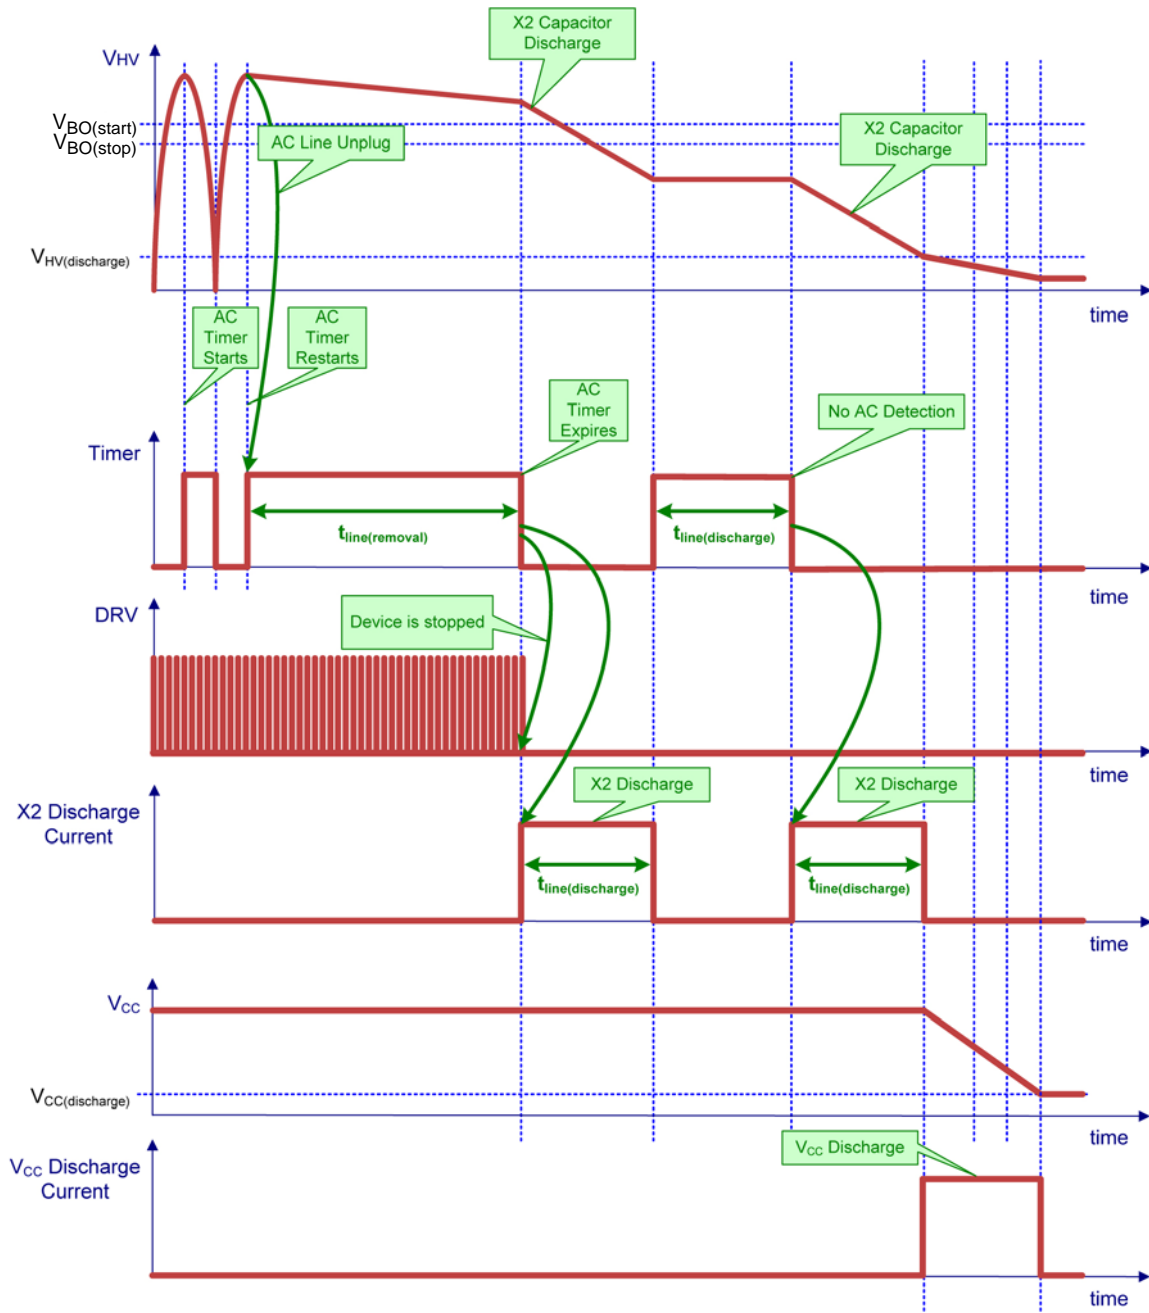 X2 Capacitor
Discharge
VHV
VBO(start)
VBO(stop)
AC Line Unplug
X2 Capacitor
Discharge
VHV(discharge)
time
AC
Timer
Starts
AC
Timer
Restarts
AC
Timer
Expires
No AC Detection
Timer
tline(removal)
tline(discharge)
time
DRV
Device is stopped
time
X2 Discharge
X2 Discharge
X2 Discharge
Current
tline(discharge)
tline(discharge)
time
VCC
VCC(discharge)
time
VCC Discharge
VCC Discharge
Current
time